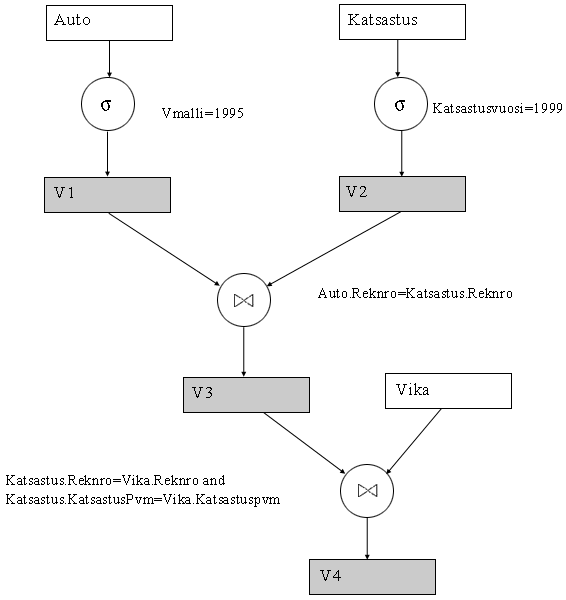 Auto
Katsastus
σ
Vmalli=1995
σ
Katsastusvuosi=1999
V1
V2
⋈
Auto.Reknro=Katsastus.Reknro
V3
Vika
Katsastus.Reknro=Vika.Reknro and
Katsastus.KatsastusPvm=Vika.Katsastuspvm
⋈
V4